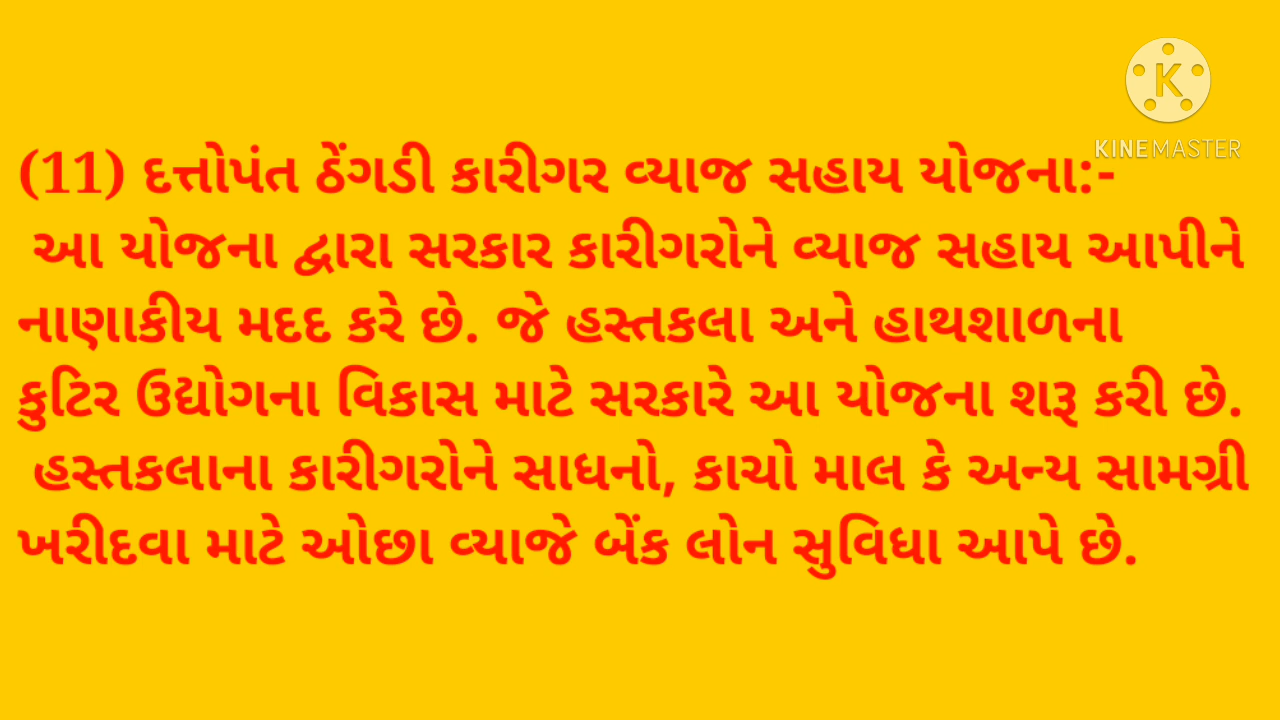 K
KINEMASTER
(11) દત્તોપંત ઠેંગડી કારીગર વ્યાજ સહાય યોજના:-
આ યોજના દ્વારા સરકાર કારીગરોને વ્યાજ સહાય આપીને
નાણાકીય મદદ કરે છે. જે હસ્તકલા અને હાથશાળના
કુટિર ઉદ્યોગના વિકાસ માટે સરકારે આ યોજના શરૂ કરી છે.
હસ્તકલાના કારીગરોને સાધનો, કાચો માલ કે અન્ય સામગ્રી
ખરીદવા માટે ઓછા વ્યાજે બેંક લોન સુવિધા આપે છે.